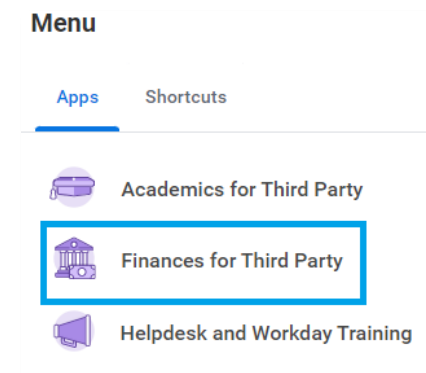 Menu
Apps Shortcuts
Academics for Third Party
Finances for Third Party
Helpdesk and Workday Training